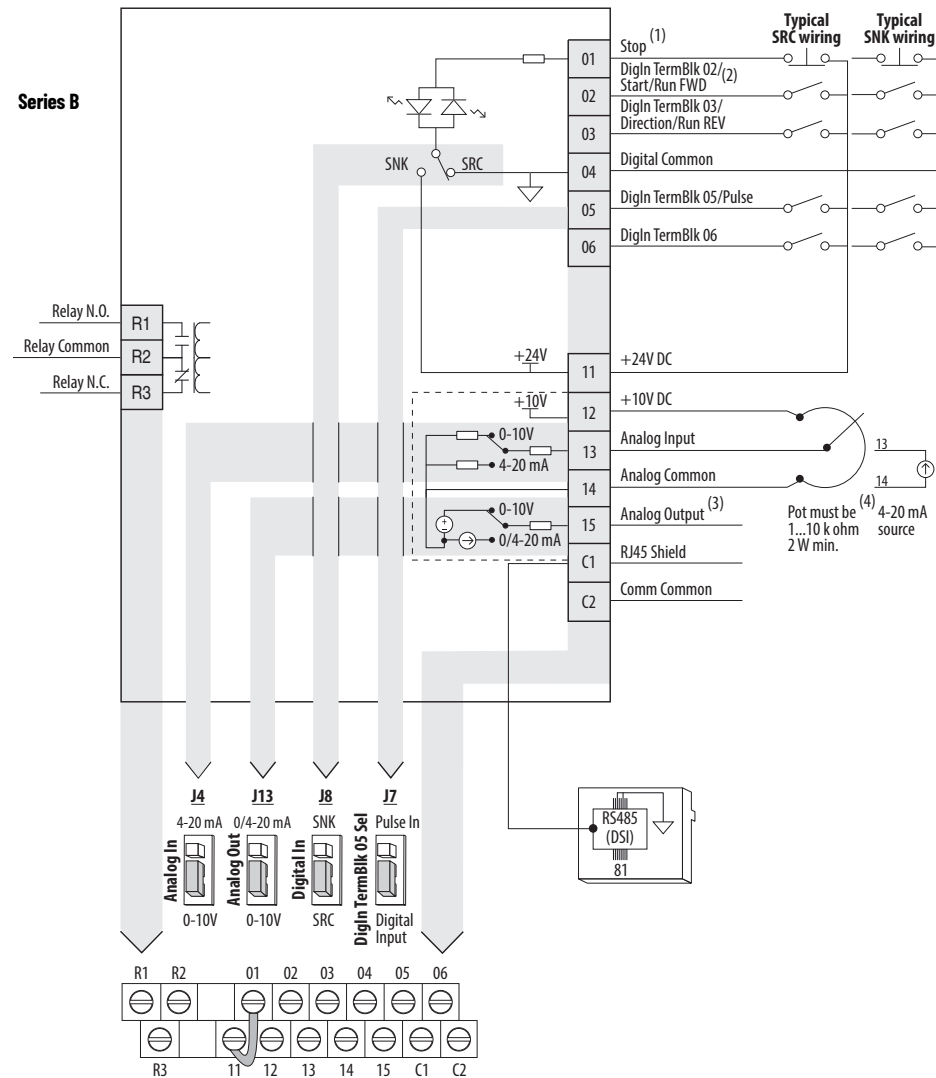 Series B
Typical
SRC wiring
Typical
SNK wiring
01
Stop (1)
02
DigIn TermBlk 02/
Start/Run FWD (2)
03
DigIn TermBlk 03/
Direction/Run REV
SNK
SRC
04
Digital Common
05
DigIn TermBlk 05/Pulse
06
DigIn TermBlk 06
Relay N.O.
R1
Relay Common
R2
Relay N.C.
R3
+24V
11
+24V DC
+10V
12
+10V DC
0-10V
4-20 mA
13
Analog Input
14
Analog Common
13
14
0-10V
0/4-20 mA
15
Analog Output (3)
Pot must be (4)
1...10 k ohm
2 W min.
4-20 mA
source
C1
RJ45 Shield
C2
Comm Common
J4
J13
J8
J7
4-20 mA
0/4-20 mA
SNK
Pulse In
Analog In
Analog Out
Digital In
DigIn TermBlk 05 Sel
0-10V
0-10V
SRC
Digital
Input
RS485
(DSI)
81
R1 R2 01 02 03 04 05 06
R3 11 12 13 14 15 C1 C2